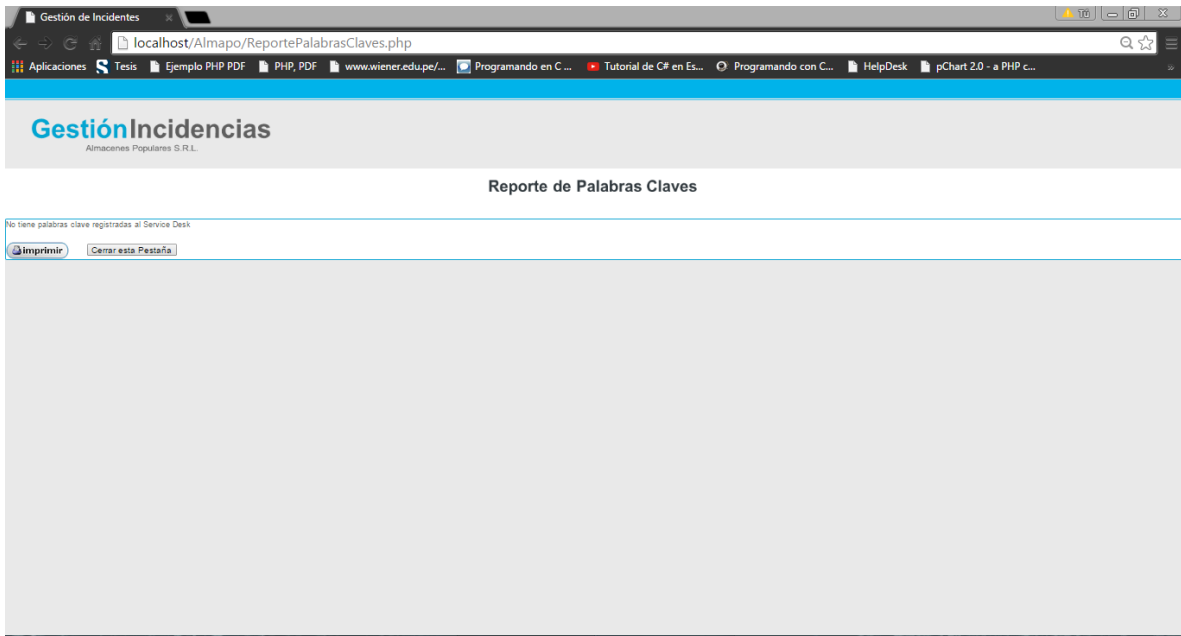 Gestión de Incidentes
Tú
localhost/Almapo/ReportePalabrasClaves.php
Aplicaciones Tesis Ejemplo PHP PDF PHP, PDF www.wiener.edu.pe/... Programando en C ... Tutorial de C# en Es... Programando con C... HelpDesk pChart 2.0 - a PHP c... »
GestiónIncidencias
Almacenes Populares S.R.L.
Reporte de Palabras Claves
No tiene palabras clave registradas al Service Desk
imprimir Cerrar esta Pestaña